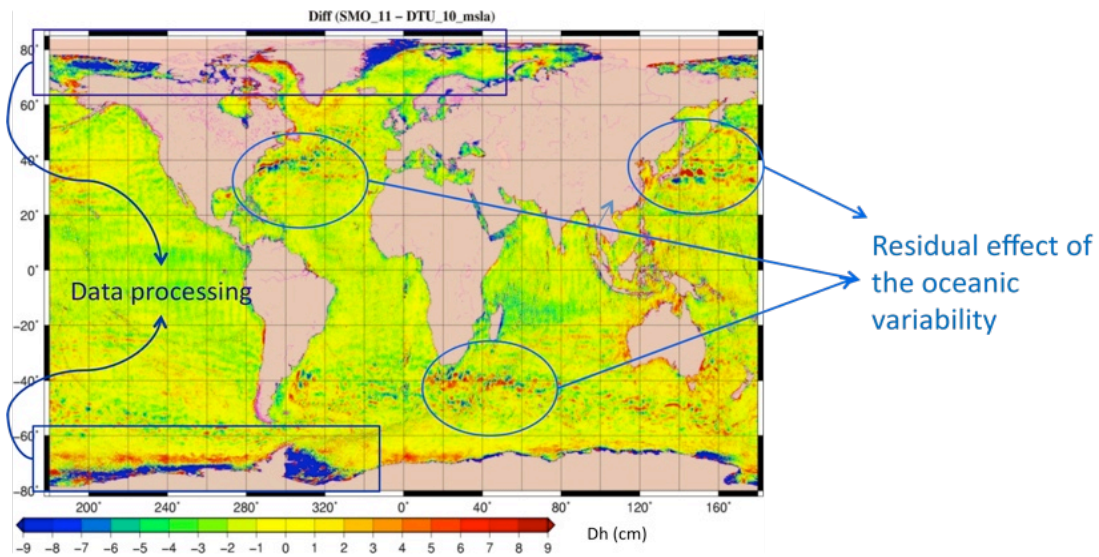 Diff (SMO_11 − DTU_10_msla)
80˚
60˚
40˚
20˚
0˚
−20˚
−40˚
−60˚
−80˚
Data processing
Residual effect of
the oceanic
variability
200˚ 240˚ 280˚ 320˚ 0˚ 40˚ 80˚ 120˚ 160˚
−9 −8 −7 −6 −5 −4 −3 −2 −1 0 1 2 3 4 5 6 7 8 9
Dh (cm)